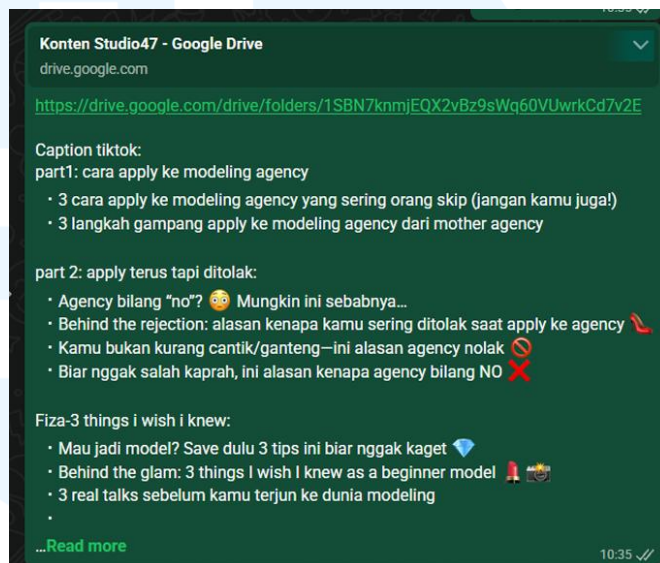 Konten Studio47 - Google Drive
drive.google.com
https://drive.google.com/drive/folders/1SBN7knmjEQX2vBz9sWq60VUwrkCd7v2E
Caption tiktok:
part1: cara apply ke modeling agency
• 3 cara apply ke modeling agency yang sering orang skip (jangan kamu juga!)
• 3 langkah gampang apply ke modeling agency dari mother agency
part 2: apply terus tapi ditolak:
• Agency bilang “no”? 😳 Mungkin ini sebabnya…
• Behind the rejection: alasan kenapa kamu sering ditolak saat apply ke agency 👠
• Kamu bukan kurang cantik/ganteng—ini alasan agency nolak 🚫
• Biar nggak salah kaprah, ini alasan kenapa agency bilang NO ❌
Fiza-3 things i wish i knew:
• Mau jadi model? Save dulu 3 tips ini biar nggak kaget 💎
• Behind the glam: 3 things I wish I knew as a beginner model 💄📸
• 3 real talks sebelum kamu terjun ke dunia modeling
•
…Read more
10:35